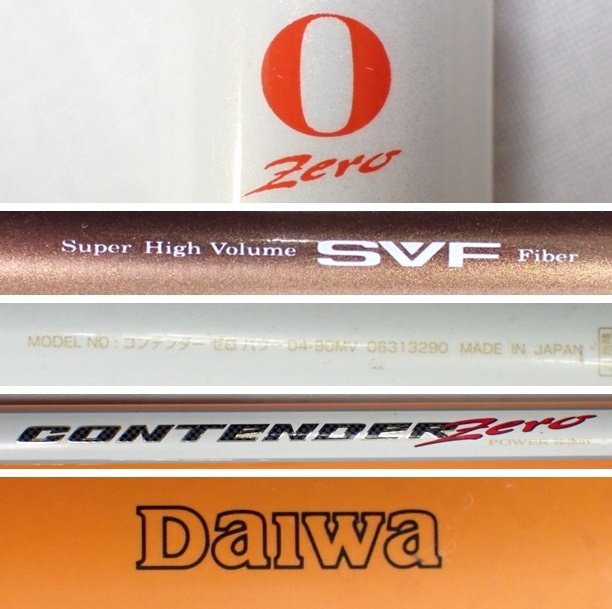 0
Zero
Super High Volume SVF Fiber
MODEL NO : コンテンダー ゼロ パワー 04-90MV 06313290 MADE IN JAPAN
CONTENDER Zero
POWER
DaIwa